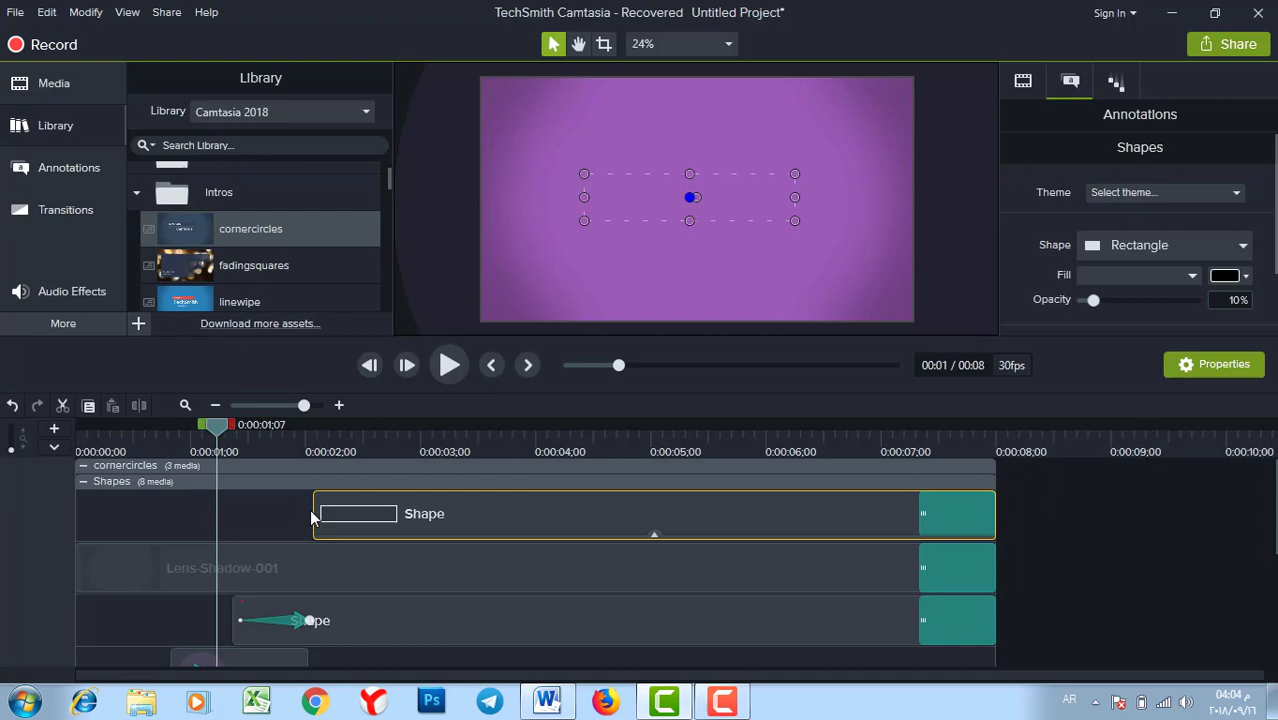 File Edit Modify View Share Help
TechSmith Camtasia - Recovered Untitled Project*
Sign In
Record
24%
Share
Media
Library
Annotations
Transitions
Audio Effects
More
Library
Library Camtasia 2018
Search Library...
Intros
cornercircles
fadingsquares
linewipe
Download more assets...
Annotations
Shapes
Theme Select theme...
Shape Rectangle
Fill
Opacity 10%
00:01 / 00:08 30fps
Properties
0:00:01;07
0:00:00;00 0:00:01;00 0:00:02;00 0:00:03;00 0:00:04;00 0:00:05;00 0:00:06;00 0:00:07;00 0:00:08;00 0:00:09;00 0:00:10;00
cornercircles (3 media)
Shapes (8 media)
Shape
Lens-Shadow-001
Shape
AR
04:04 م
٢٠١٨/٠٩/٢٦